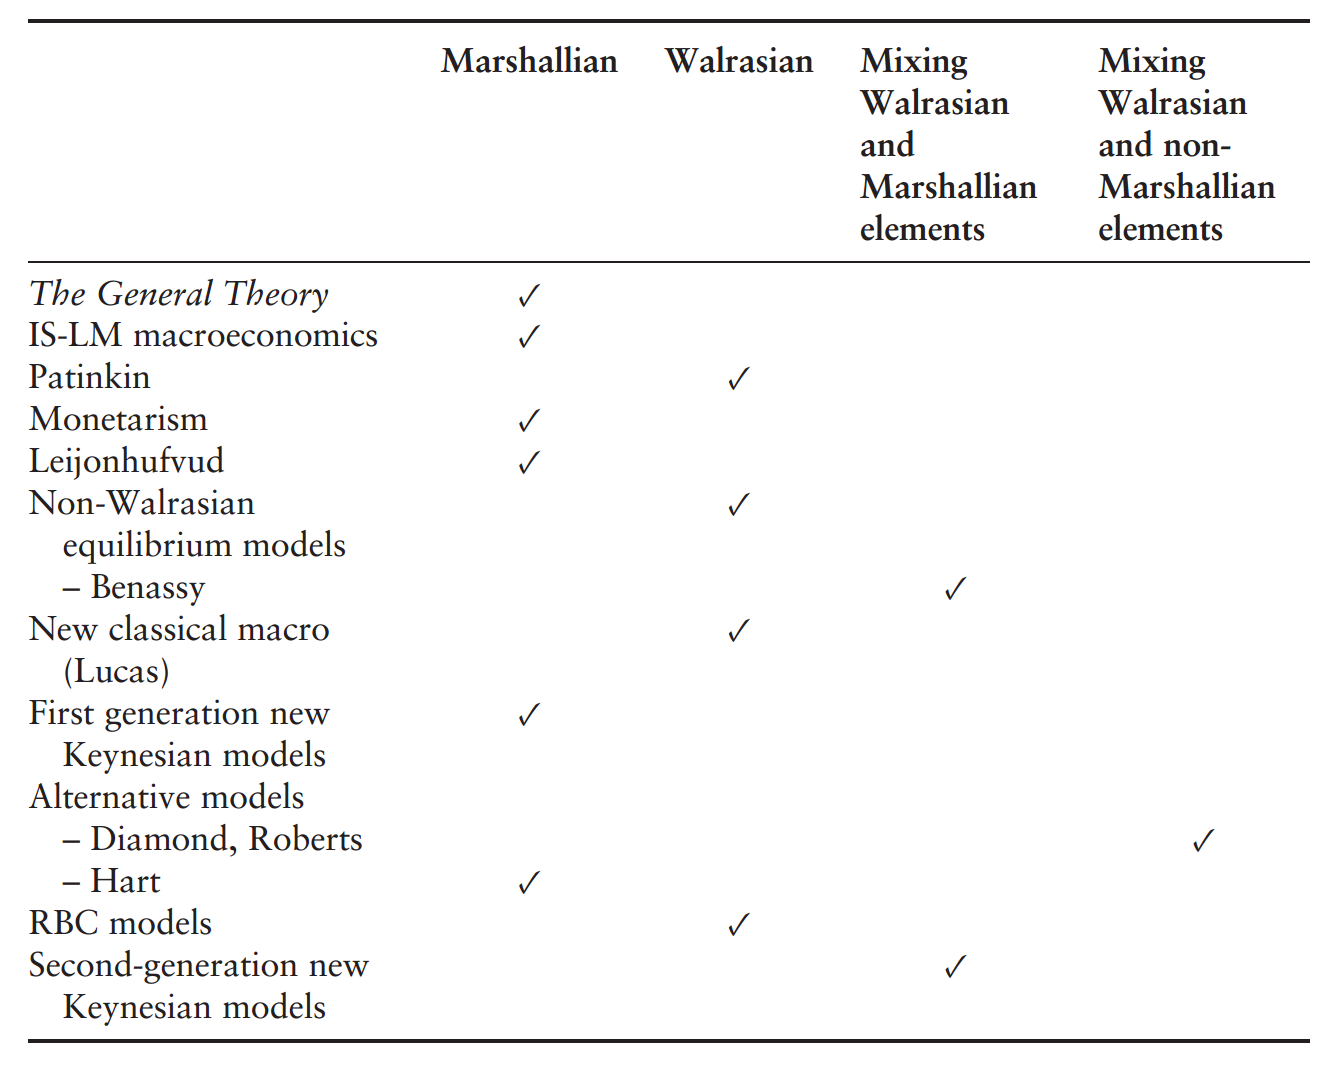 Marshallian Walrasian Mixing Mixing
Walrasian Walrasian
and and non-
Marshallian Marshallian
elements elements
The General Theory ✓
IS-LM macroeconomics ✓
Patinkin ✓
Monetarism ✓
Leijonhufvud ✓
Non-Walrasian ✓
equilibrium models
– Benassy ✓
New classical macro ✓
(Lucas)
First generation new ✓
Keynesian models
Alternative models
– Diamond, Roberts ✓
– Hart ✓
RBC models ✓
Second-generation new ✓
Keynesian models